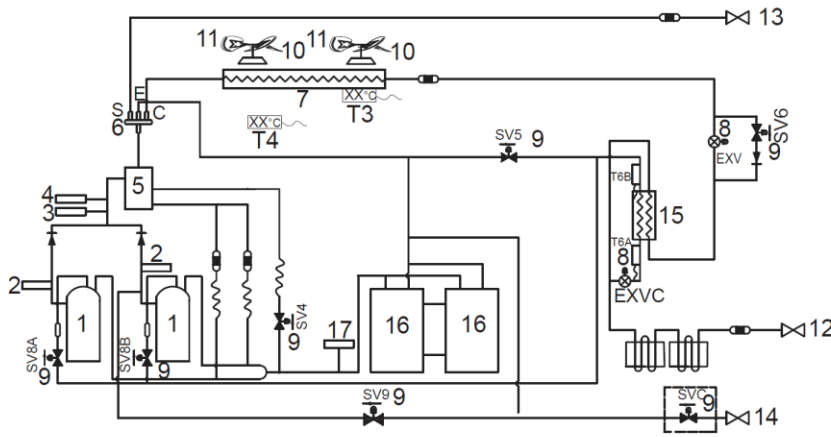 13
11 10 11 10
E
S C
6
7
XX°C
T3
XX°C
T4
SV5 9
8
EXV
SV6
9
5
4
3
T6B
15
T6A
8
EXVC
2
2
1
1
SV4
9
17
16
16
12
SV8A
9
SV8B
9
SV9 9
SVC
9
14